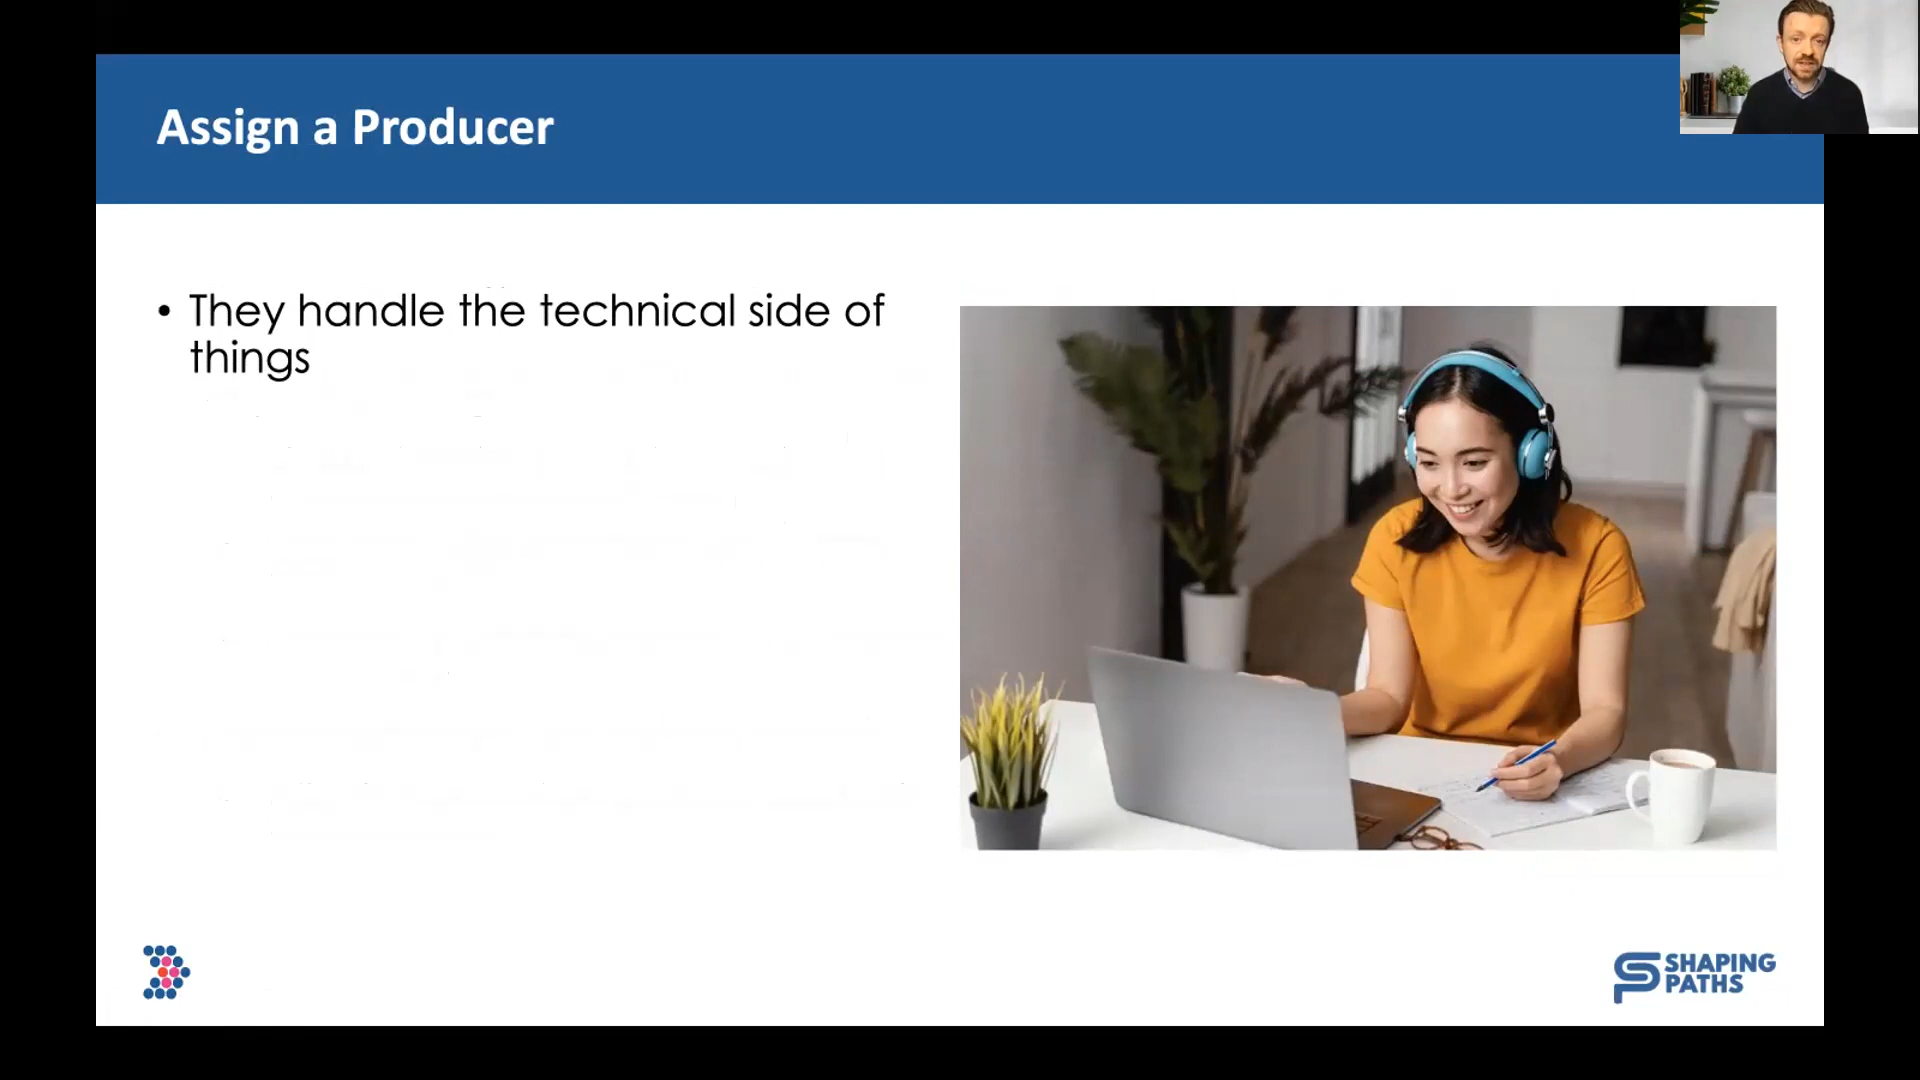 Assign a Producer
• They handle the technical side of
things
SHAPING
PATHS